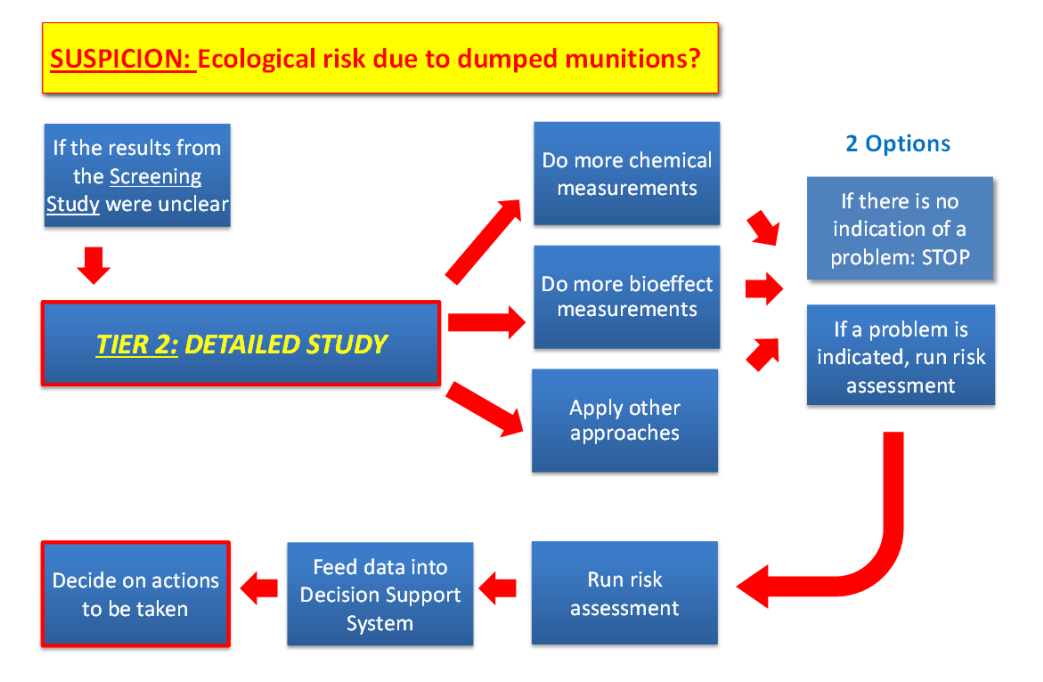 SUSPICION: Ecological risk due to dumped munitions?
If the results from
the Screening
Study were unclear
TIER 2: DETAILED STUDY
Do more chemical
measurements
Do more bioeffect
measurements
Apply other
approaches
2 Options
If there is no
indication of a
problem: STOP
If a problem is
indicated, run risk
assessment
Run risk
assessment
Feed data into
Decision Support
System
Decide on actions
to be taken